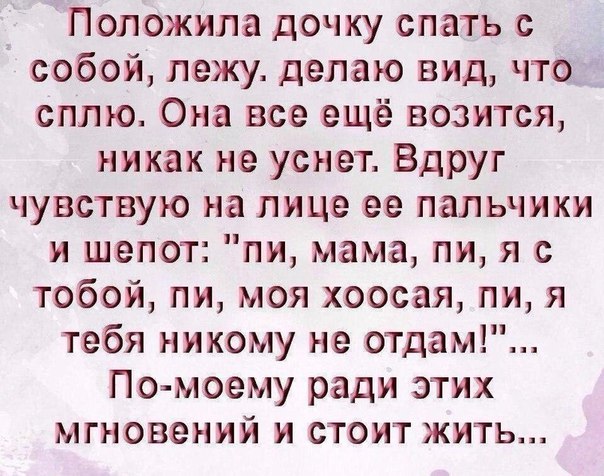 Положила дочку спать с
собой, лежу. делаю вид, что
сплю. Она все ещё возится,
никак не уснет. Вдруг
чувствую на лице ее пальчики
и шепот: "пи, мама, пи, я с
тобой, пи, моя хоосая, пи, я
тебя никому не отдам!"...
По-моему ради этих
мгновений и стоит жить...